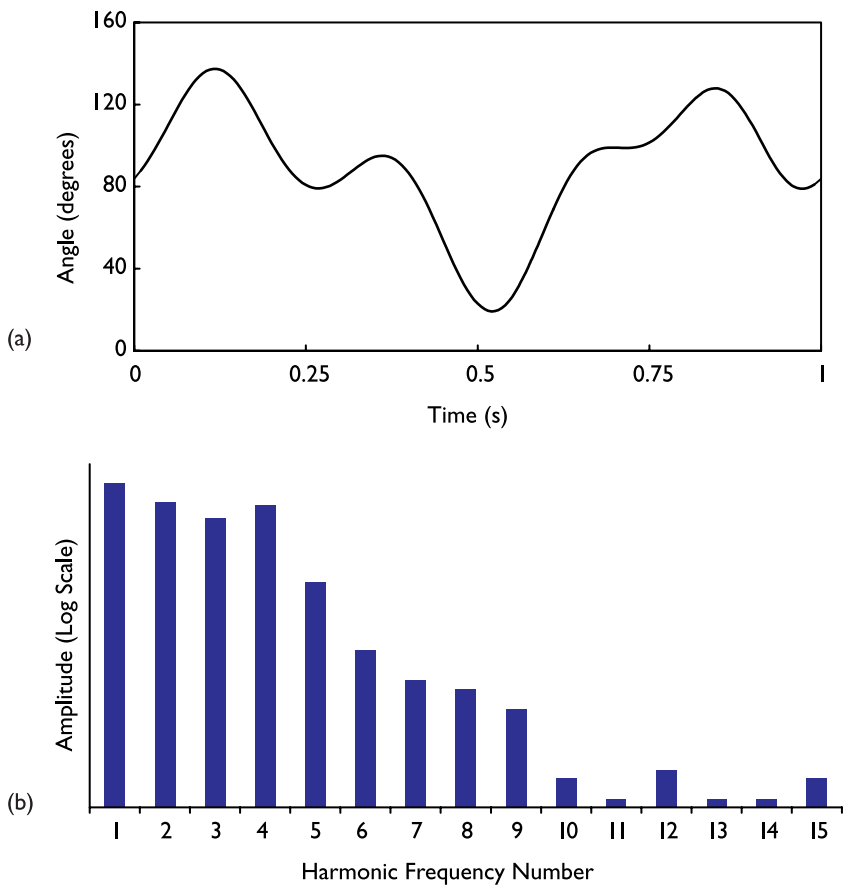 160
120
80
40
0
Angle (degrees)
(a)
0 0.25 0.5 0.75 1
Time (s)
Amplitude (Log Scale)
(b)
1 2 3 4 5 6 7 8 9 10 11 12 13 14 15
Harmonic Frequency Number